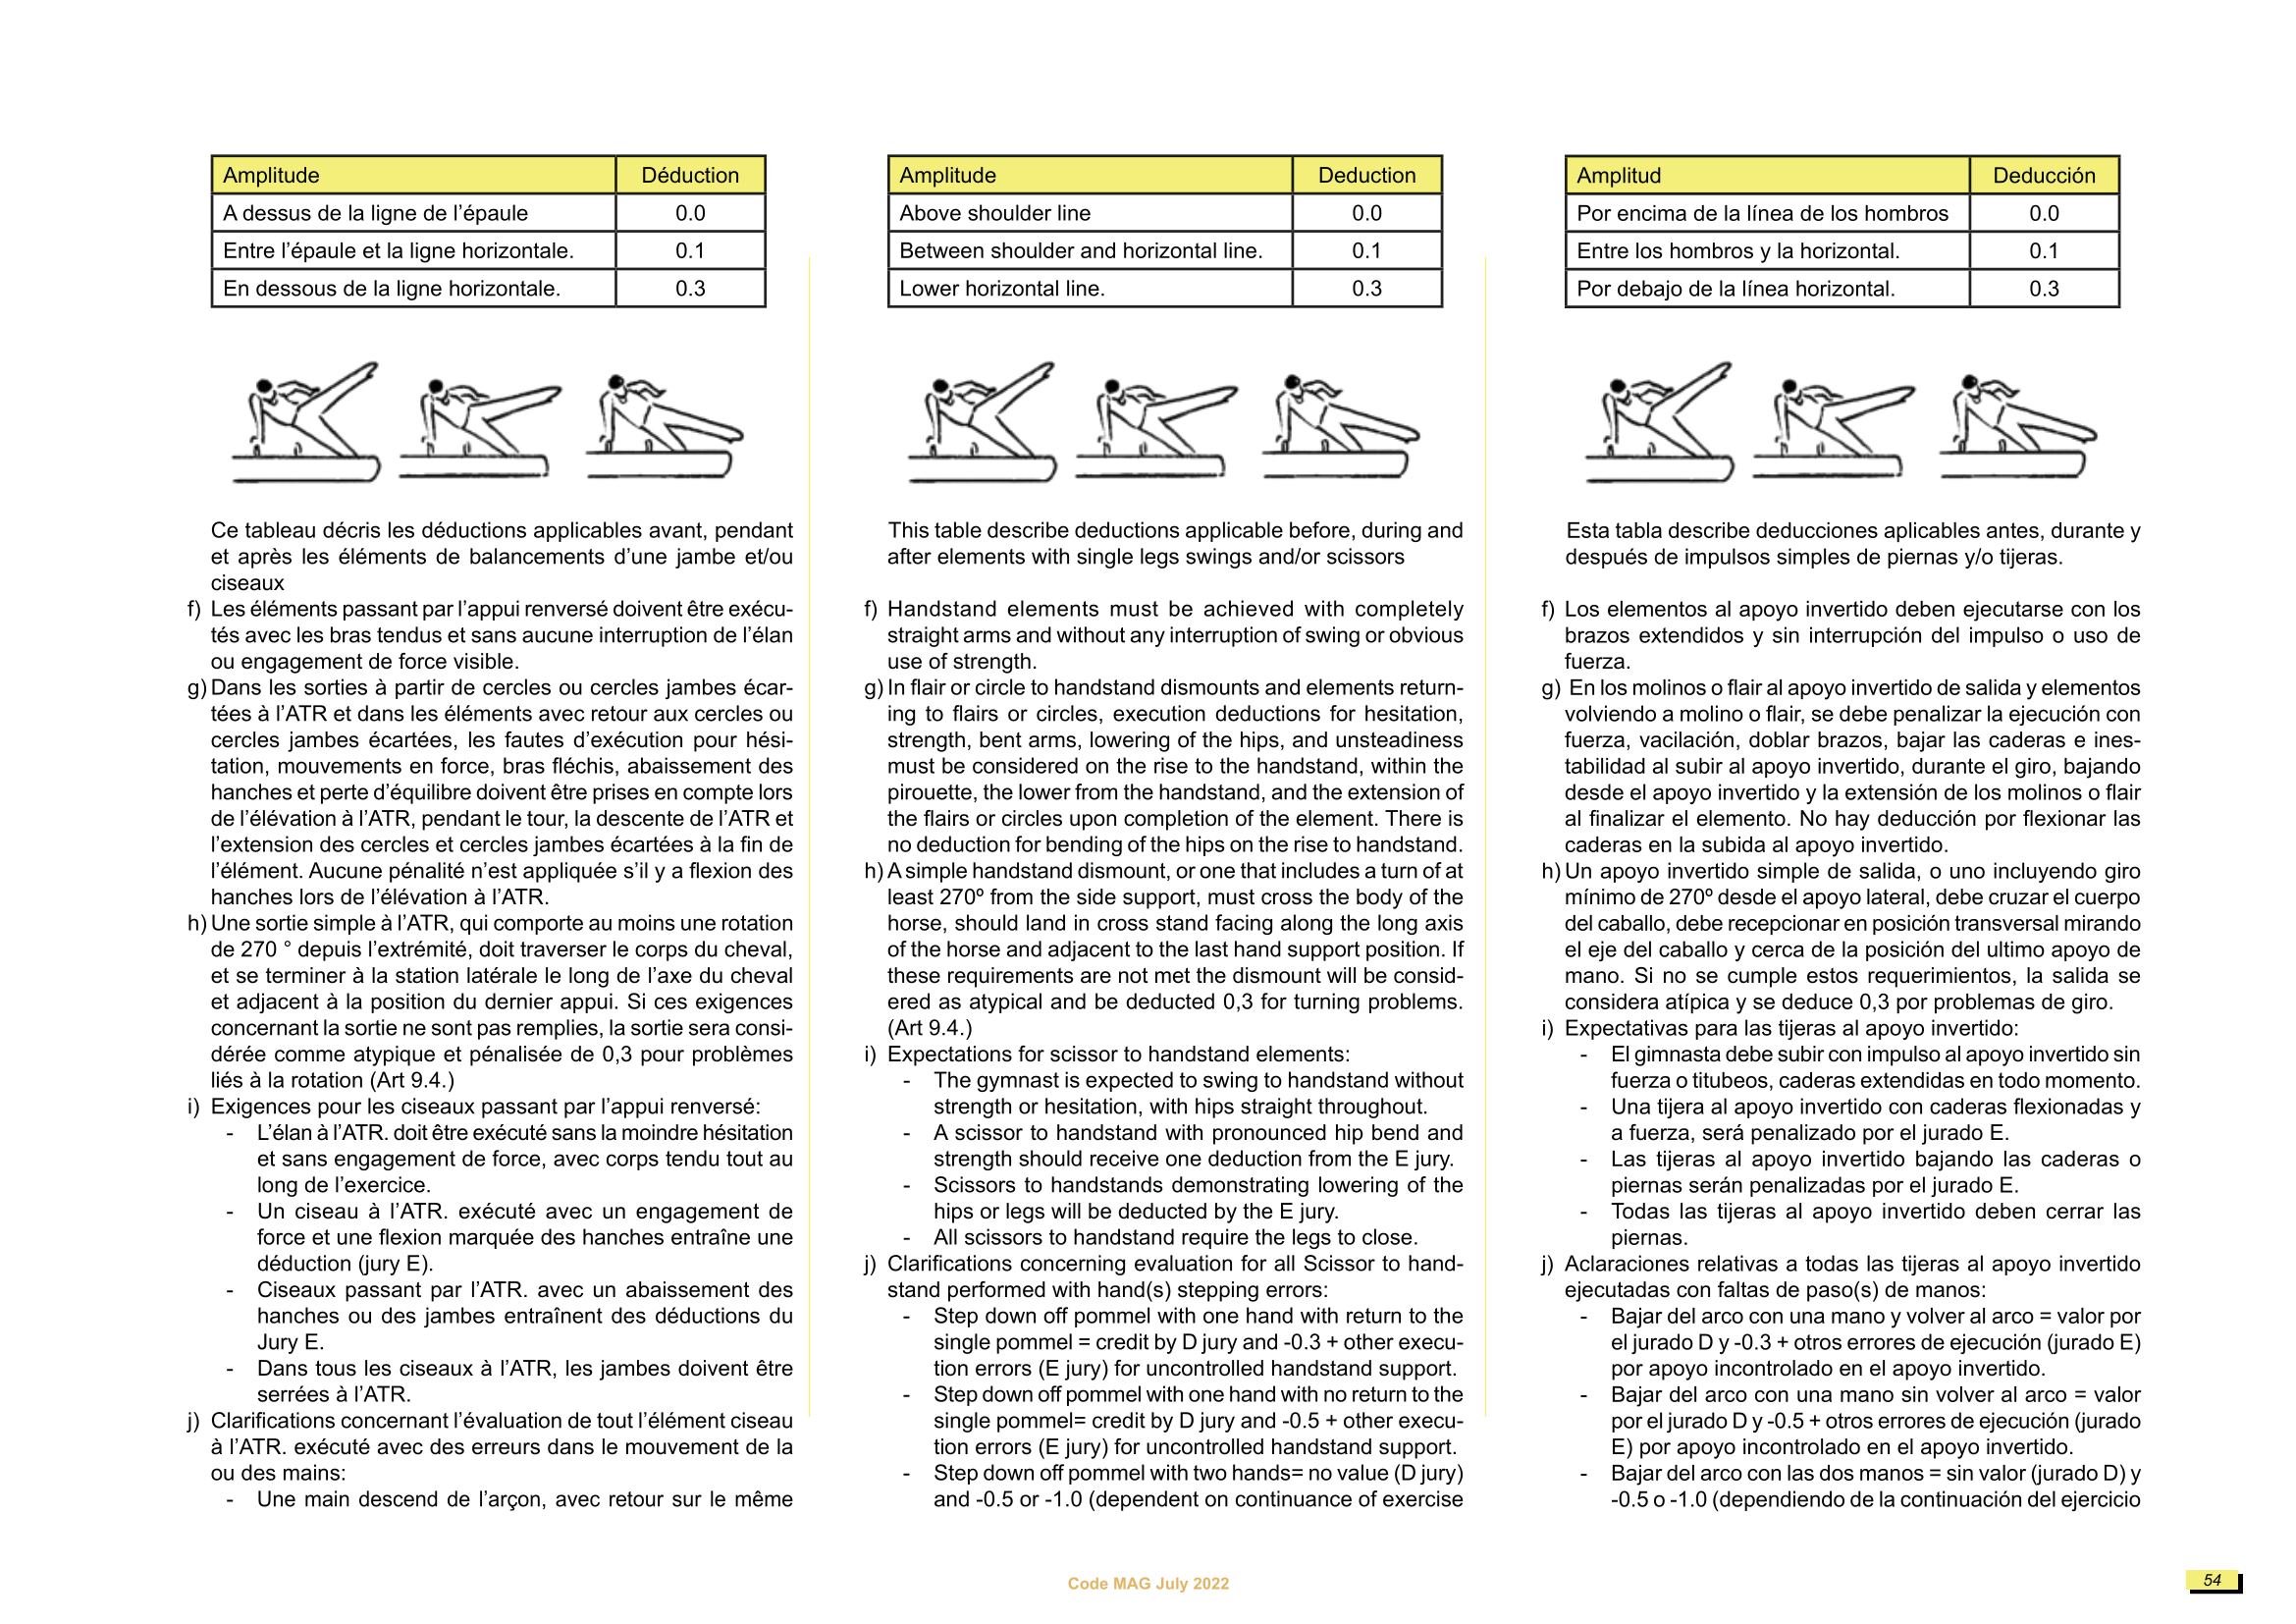 Amplitude Déduction
A dessus de la ligne de l’épaule 0.0
Entre l’épaule et la ligne horizontale. 0.1
En dessous de la ligne horizontale. 0.3
Ce tableau décris les déductions applicables avant, pendant
et après les éléments de balancements d’une jambe et/ou
ciseaux
f) Les éléments passant par l’appui renversé doivent être exécu-
tés avec les bras tendus et sans aucune interruption de l’élan
ou engagement de force visible.
g) Dans les sorties à partir de cercles ou cercles jambes écar-
tées à l’ATR et dans les éléments avec retour aux cercles ou
cercles jambes écartées, les fautes d’exécution pour hési-
tation, mouvements en force, bras fléchis, abaissement des
hanches et perte d’équilibre doivent être prises en compte lors
de l’élévation à l’ATR, pendant le tour, la descente de l’ATR et
l’extension des cercles et cercles jambes écartées à la fin de
l’élément. Aucune pénalité n’est appliquée s’il y a flexion des
hanches lors de l’élévation à l’ATR.
h) Une sortie simple à l’ATR, qui comporte au moins une rotation
de 270 ° depuis l’extrémité, doit traverser le corps du cheval,
et se terminer à la station latérale le long de l’axe du cheval
et adjacent à la position du dernier appui. Si ces exigences
concernant la sortie ne sont pas remplies, la sortie sera consi-
dérée comme atypique et pénalisée de 0,3 pour problèmes
liés à la rotation (Art 9.4.)
i) Exigences pour les ciseaux passant par l’appui renversé:
- L’élan à l’ATR. doit être exécuté sans la moindre hésitation
et sans engagement de force, avec corps tendu tout au
long de l’exercice.
- Un ciseau à l’ATR. exécuté avec un engagement de
force et une flexion marquée des hanches entraîne une
déduction (jury E).
- Ciseaux passant par l’ATR. avec un abaissement des
hanches ou des jambes entraînent des déductions du
Jury E.
- Dans tous les ciseaux à l’ATR, les jambes doivent être
serrées à l’ATR.
j) Clarifications concernant l’évaluation de tout l’élément ciseau
à l’ATR. exécuté avec des erreurs dans le mouvement de la
ou des mains:
- Une main descend de l’arçon, avec retour sur le même
Amplitude Deduction
Above shoulder line 0.0
Between shoulder and horizontal line. 0.1
Lower horizontal line. 0.3
This table describe deductions applicable before, during and
after elements with single legs swings and/or scissors
f) Handstand elements must be achieved with completely
straight arms and without any interruption of swing or obvious
use of strength.
g) In flair or circle to handstand dismounts and elements return-
ing to flairs or circles, execution deductions for hesitation,
strength, bent arms, lowering of the hips, and unsteadiness
must be considered on the rise to the handstand, within the
pirouette, the lower from the handstand, and the extension of
the flairs or circles upon completion of the element. There is
no deduction for bending of the hips on the rise to handstand.
h) A simple handstand dismount, or one that includes a turn of at
least 270º from the side support, must cross the body of the
horse, should land in cross stand facing along the long axis
of the horse and adjacent to the last hand support position. If
these requirements are not met the dismount will be consid-
ered as atypical and be deducted 0,3 for turning problems.
(Art 9.4.)
i) Expectations for scissor to handstand elements:
- The gymnast is expected to swing to handstand without
strength or hesitation, with hips straight throughout.
- A scissor to handstand with pronounced hip bend and
strength should receive one deduction from the E jury.
- Scissors to handstands demonstrating lowering of the
hips or legs will be deducted by the E jury.
- All scissors to handstand require the legs to close.
j) Clarifications concerning evaluation for all Scissor to hand-
stand performed with hand(s) stepping errors:
- Step down off pommel with one hand with return to the
single pommel = credit by D jury and -0.3 + other execu-
tion errors (E jury) for uncontrolled handstand support.
- Step down off pommel with one hand with no return to the
single pommel= credit by D jury and -0.5 + other execu-
tion errors (E jury) for uncontrolled handstand support.
- Step down off pommel with two hands= no value (D jury)
and -0.5 or -1.0 (dependent on continuance of exercise
Amplitud Deducción
Por encima de la línea de los hombros 0.0
Entre los hombros y la horizontal. 0.1
Por debajo de la línea horizontal. 0.3
Esta tabla describe deducciones aplicables antes, durante y
después de impulsos simples de piernas y/o tijeras.
f) Los elementos al apoyo invertido deben ejecutarse con los
brazos extendidos y sin interrupción del impulso o uso de
fuerza.
g) En los molinos o flair al apoyo invertido de salida y elementos
volviendo a molino o flair, se debe penalizar la ejecución con
fuerza, vacilación, doblar brazos, bajar las caderas e ines-
tabilidad al subir al apoyo invertido, durante el giro, bajando
desde el apoyo invertido y la extensión de los molinos o flair
al finalizar el elemento. No hay deducción por flexionar las
caderas en la subida al apoyo invertido.
h) Un apoyo invertido simple de salida, o uno incluyendo giro
mínimo de 270º desde el apoyo lateral, debe cruzar el cuerpo
del caballo, debe recepcionar en posición transversal mirando
el eje del caballo y cerca de la posición del ultimo apoyo de
mano. Si no se cumple estos requerimientos, la salida se
considera atípica y se deduce 0,3 por problemas de giro.
i) Expectativas para las tijeras al apoyo invertido:
- El gimnasta debe subir con impulso al apoyo invertido sin
fuerza o titubeos, caderas extendidas en todo momento.
- Una tijera al apoyo invertido con caderas flexionadas y
a fuerza, será penalizado por el jurado E.
- Las tijeras al apoyo invertido bajando las caderas o
piernas serán penalizadas por el jurado E.
- Todas las tijeras al apoyo invertido deben cerrar las
piernas.
j) Aclaraciones relativas a todas las tijeras al apoyo invertido
ejecutadas con faltas de paso(s) de manos:
- Bajar del arco con una mano y volver al arco = valor por
el jurado D y -0.3 + otros errores de ejecución (jurado E)
por apoyo incontrolado en el apoyo invertido.
- Bajar del arco con una mano sin volver al arco = valor
por el jurado D y -0.5 + otros errores de ejecución (jurado
E) por apoyo incontrolado en el apoyo invertido.
- Bajar del arco con las dos manos = sin valor (jurado D) y
-0.5 o -1.0 (dependiendo de la continuación del ejercicio
Code MAG July 2022
54